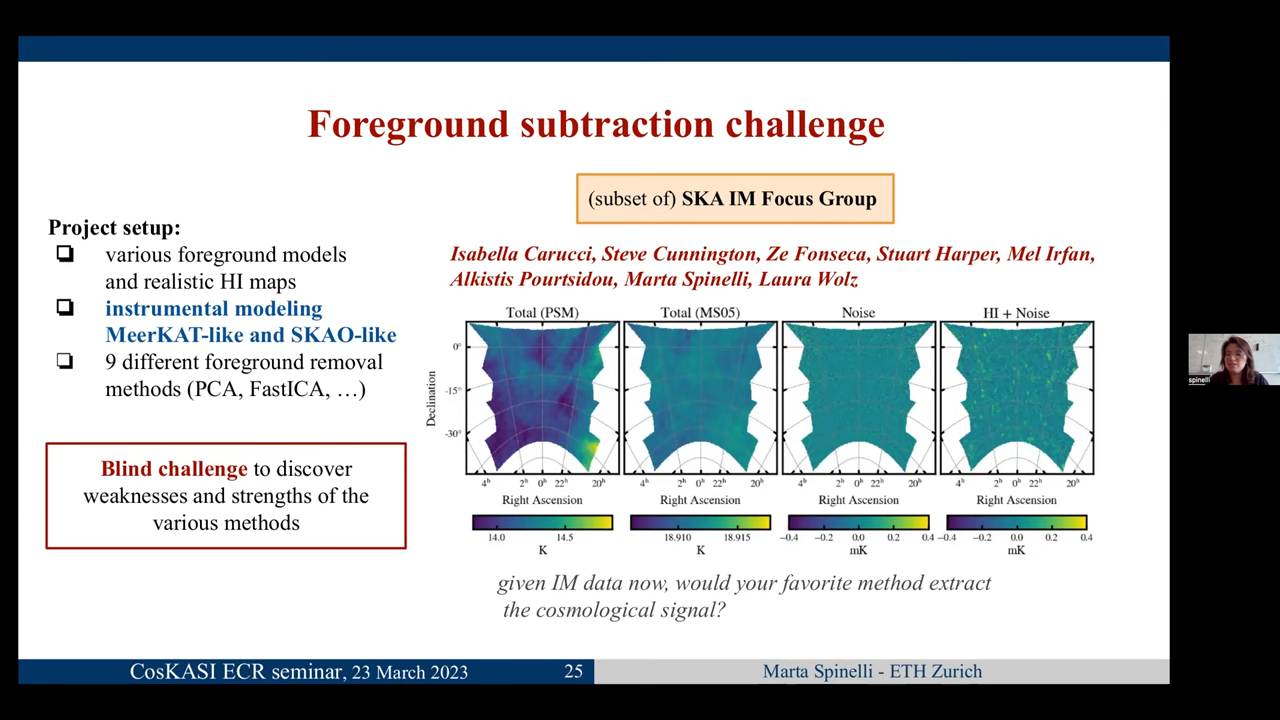 Foreground subtraction challenge
(subset of) SKA IM Focus Group
Project setup:
❑ various foreground models
and realistic HI maps
❑ instrumental modeling
MeerKAT-like and SKAO-like
❑ 9 different foreground removal
methods (PCA, FastICA, …)
Blind challenge to discover
weaknesses and strengths of the
various methods
Isabella Carucci, Steve Cunnington, Ze Fonseca, Stuart Harper, Mel Irfan,
Alkistis Pourtsidou, Marta Spinelli, Laura Wolz
Total (PSM) Total (MS05) Noise HI + Noise
Declination
0°
-15°
-30°
4h 2h 0h 22h 20h 4h 2h 0h 22h 20h 4h 2h 0h 22h 20h 4h 2h 0h 22h 20h
Right Ascension Right Ascension Right Ascension Right Ascension
14.0 14.5 18.910 18.915 −0.4 −0.2 0.0 0.2 0.4 −0.4 −0.2 0.0 0.2 0.4
K K mK mK
given IM data now, would your favorite method extract
the cosmological signal?
spinelli
CosKASI ECR seminar, 23 March 2023 25 Marta Spinelli - ETH Zurich